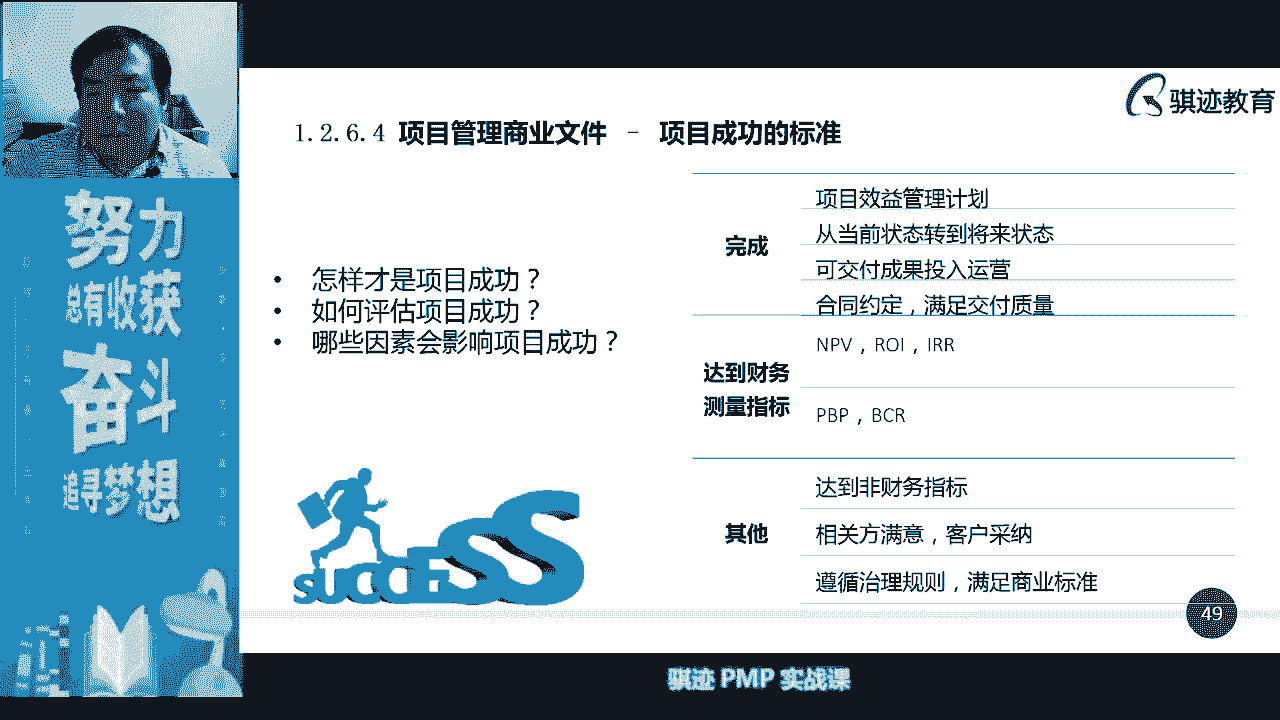 骐迹教育
1.2.6.4 项目管理商业文件 – 项目成功的标准
努力
总有收获
奋斗
追寻梦想
• 怎样才是项目成功？
• 如何评估项目成功？
• 哪些因素会影响项目成功？
SUCCESS
完成
项目效益管理计划
从当前状态转到将来状态
可交付成果投入运营
合同约定，满足交付质量
达到财务
测量指标
NPV，ROI，IRR
PBP，BCR
其他
达到非财务指标
相关方满意，客户采纳
遵循治理规则，满足商业标准
49
骐迹 PMP 实战课